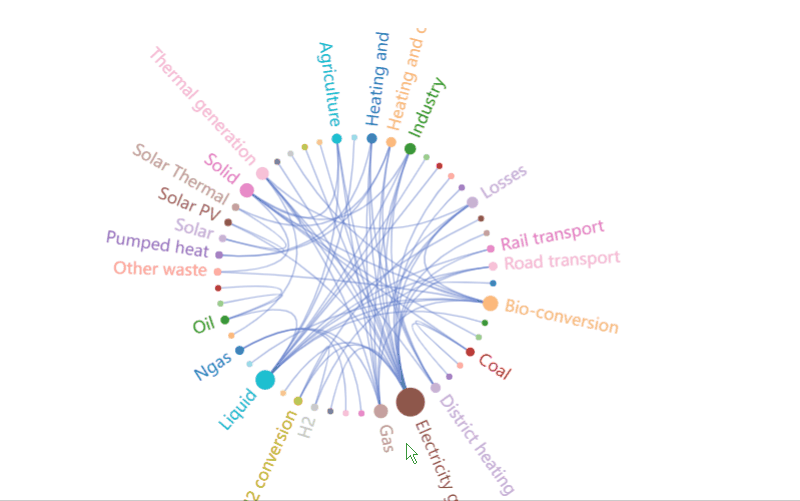 Agriculture
Heating and
Heating and c
Industry
Losses
Rail transport
Road transport
Bio-conversion
Coal
District heating
Electricity g
Gas
H2
2 conversion
Liquid
Ngas
Oil
Other waste
Pumped heat
Solar
Solar PV
Solar Thermal
Solid
Thermal generation